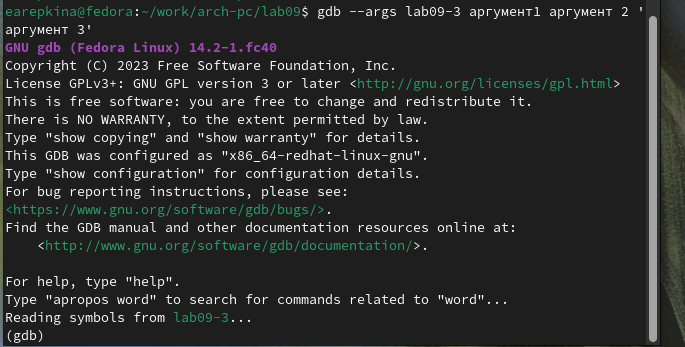 earepkina@fedora:~/work/arch-pc/lab09$ gdb --args lab09-3 аргумент1 аргумент 2 '
аргумент 3'
GNU gdb (Fedora Linux) 14.2-1.fc40
Copyright (C) 2023 Free Software Foundation, Inc.
License GPLv3+: GNU GPL version 3 or later <http://gnu.org/licenses/gpl.html>
This is free software: you are free to change and redistribute it.
There is NO WARRANTY, to the extent permitted by law.
Type "show copying" and "show warranty" for details.
This GDB was configured as "x86_64-redhat-linux-gnu".
Type "show configuration" for configuration details.
For bug reporting instructions, please see:
<https://www.gnu.org/software/gdb/bugs/>.
Find the GDB manual and other documentation resources online at:
    <http://www.gnu.org/software/gdb/documentation/>.

For help, type "help".
Type "apropos word" to search for commands related to "word"...
Reading symbols from lab09-3...
(gdb)